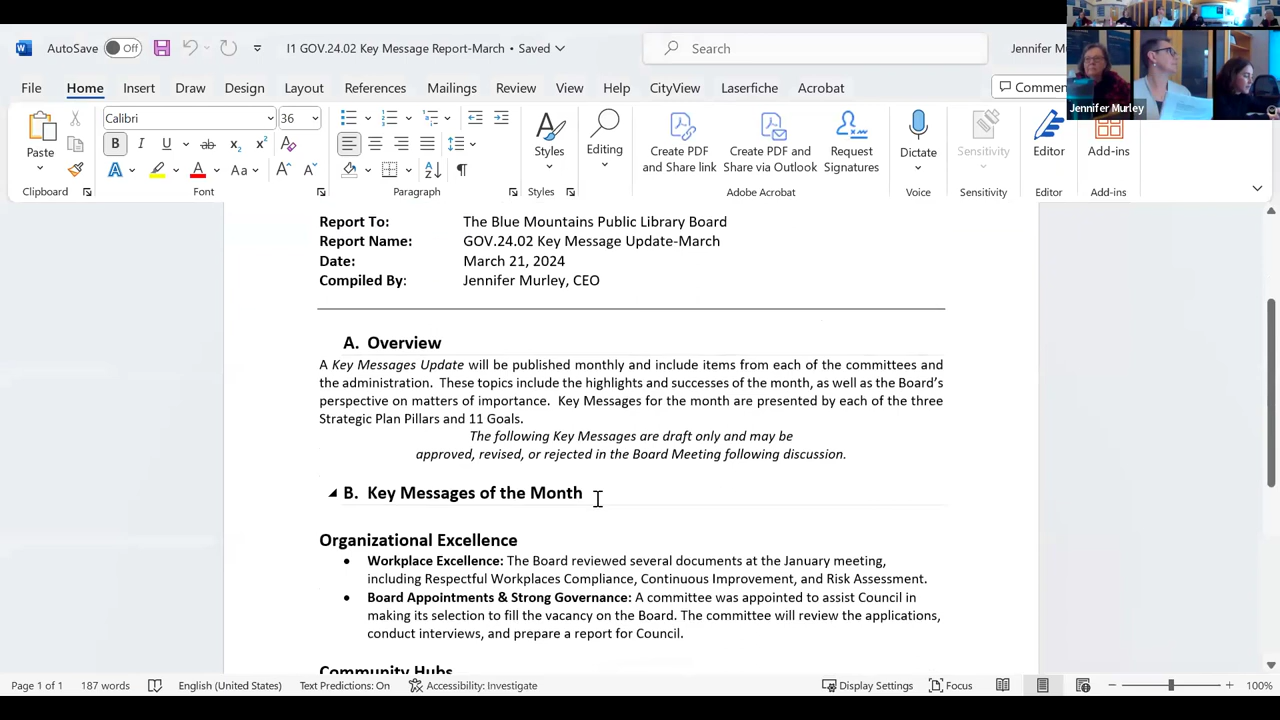 AutoSave Off I1 GOV.24.02 Key Message Report-March • Saved Search Jennifer
Jennifer Murley
File Home Insert Draw Design Layout References Mailings Review View Help CityView Laserfiche Acrobat
Calibri 36
Paste Styles Editing Create PDF and Share link Create PDF and Share via Outlook Request Signatures Dictate Sensitivity Editor Add-ins
Clipboard Font Paragraph Styles Adobe Acrobat Voice Sensitivity Editor Add-ins
Report To: The Blue Mountains Public Library Board
Report Name: GOV.24.02 Key Message Update-March
Date: March 21, 2024
Compiled By: Jennifer Murley, CEO
A. Overview
A Key Messages Update will be published monthly and include items from each of the committees and
the administration. These topics include the highlights and successes of the month, as well as the Board's
perspective on matters of importance. Key Messages for the month are presented by each of the three
Strategic Plan Pillars and 11 Goals.
The following Key Messages are draft only and may be
approved, revised, or rejected in the Board Meeting following discussion.
B. Key Messages of the Month
Organizational Excellence
• Workplace Excellence: The Board reviewed several documents at the January meeting,
including Respectful Workplaces Compliance, Continuous Improvement, and Risk Assessment.
• Board Appointments & Strong Governance: A committee was appointed to assist Council in
making its selection to fill the vacancy on the Board. The committee will review the applications,
conduct interviews, and prepare a report for Council.
Community Hubs
Page 1 of 1 187 words English (United States) Text Predictions: On Accessibility: Investigate Display Settings Focus 100%